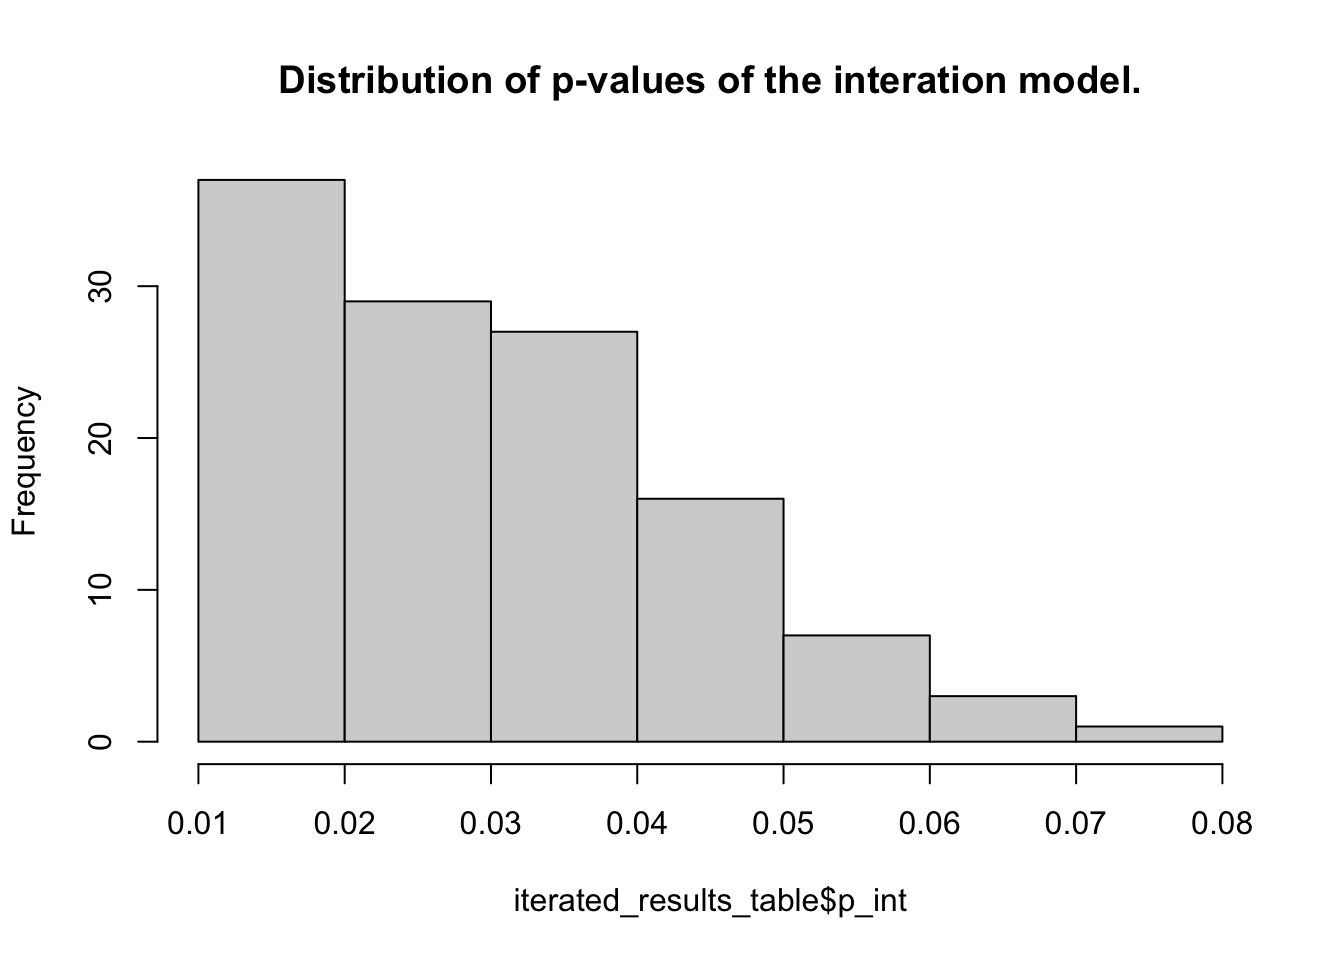 Distribution of p-values of the interation model.
Frequency
30
20
10
0
0.01 0.02 0.03 0.04 0.05 0.06 0.07 0.08
iterated_results_table$p_int